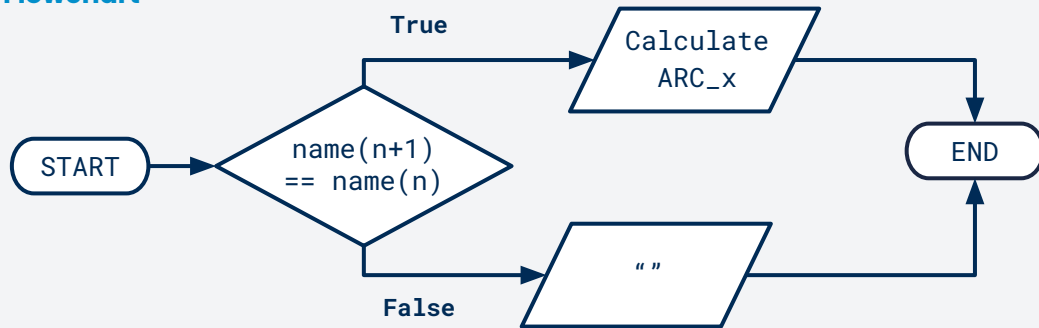 True
Calculate
ARC_x
START
name(n+1)
== name(n)
END
“ ”
False